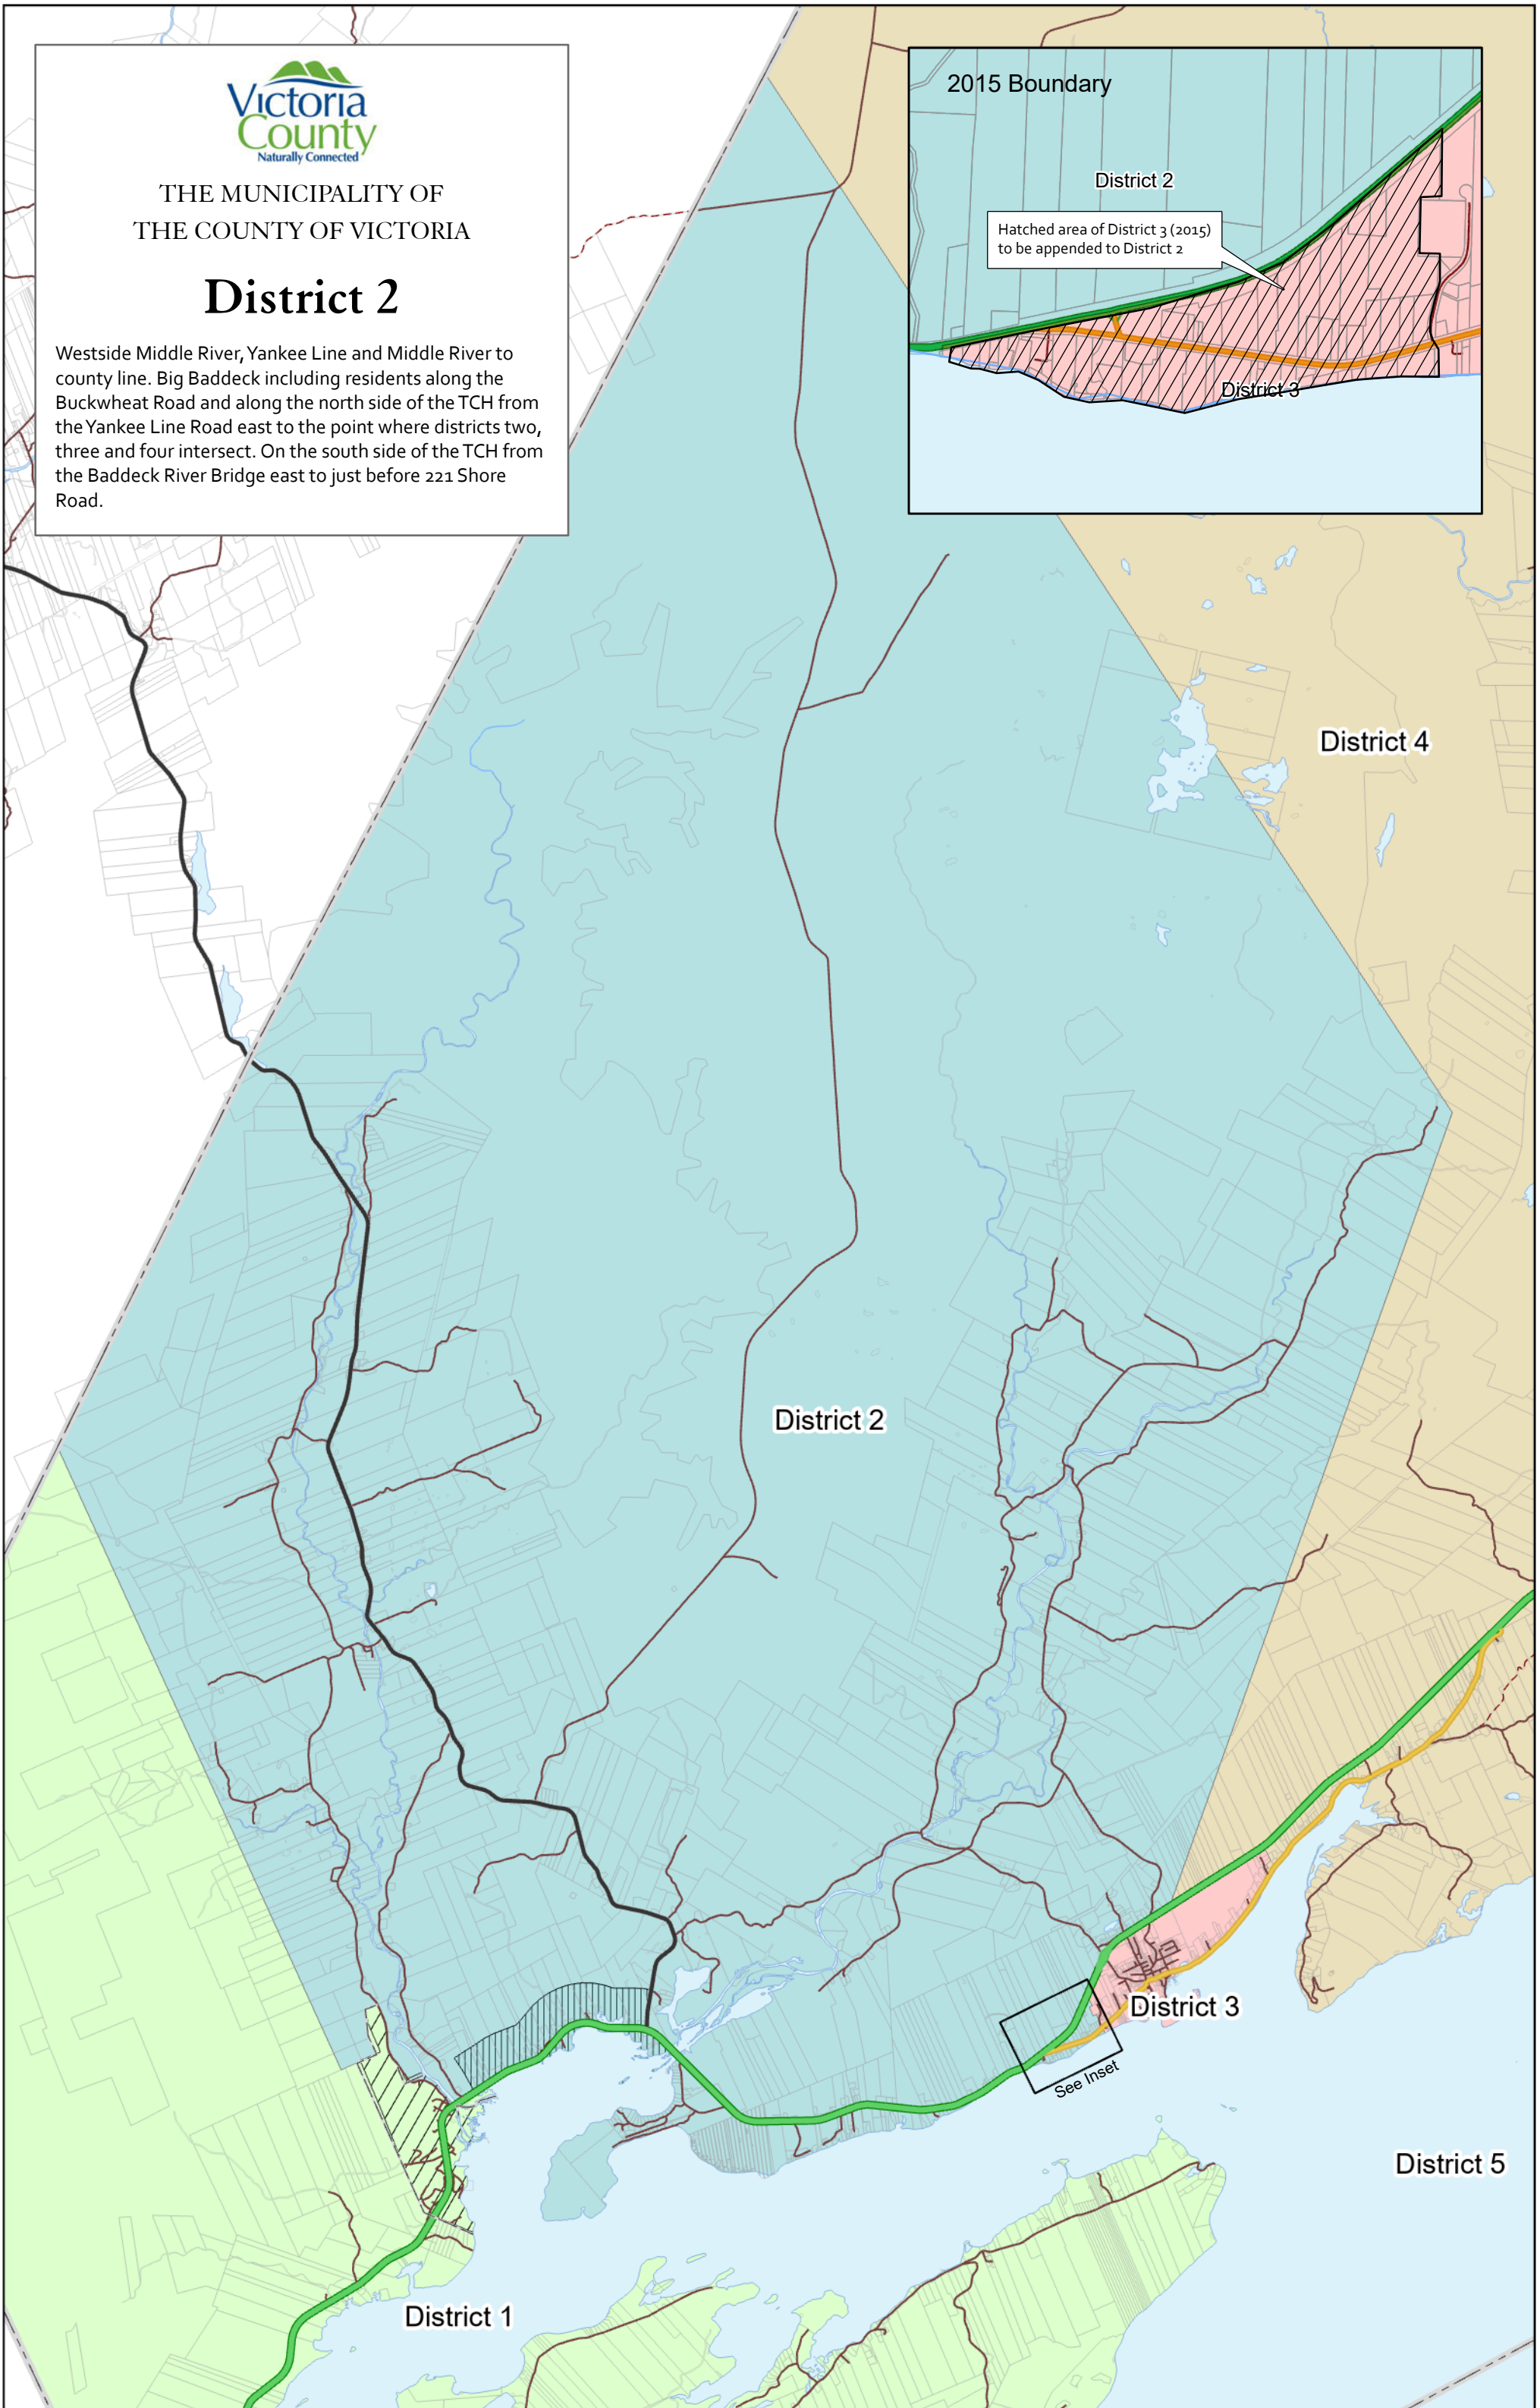 Victoria
County
Naturally Connected
THE MUNICIPALITY OF
THE COUNTY OF VICTORIA
District 2
Westside Middle River, Yankee Line and Middle River to
county line. Big Baddeck including residents along the
Buckwheat Road and along the north side of the TCH from
the Yankee Line Road east to the point where districts two,
three and four intersect. On the south side of the TCH from
the Baddeck River Bridge east to just before 221 Shore
Road.
2015 Boundary
District 2
Hatched area of District 3 (2015)
to be appended to District 2
District 3
District 4
District 2
District 3
See Inset
District 5
District 1